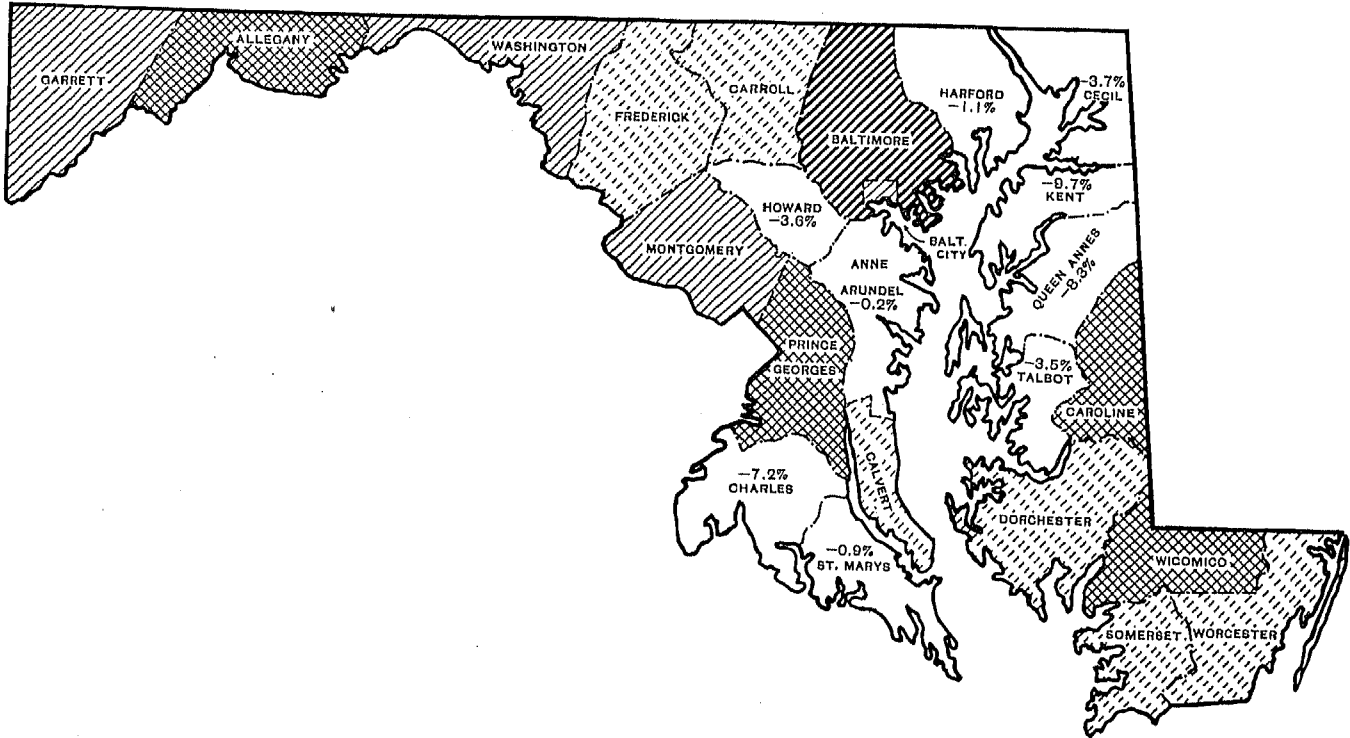 GARRETT
ALLEGANY
WASHINGTON
FREDERICK
CARROLL
BALTIMORE
HARFORD
-1.1%
-3.7%
CECIL
-9.7%
KENT
HOWARD
-3.6%
MONTGOMERY
BALT.
CITY
ANNE
ARUNDEL
-0.2%
QUEEN ANNES
-8.3%
PRINCE
GEORGES
-3.5%
TALBOT
CAROLINE
CALVERT
-7.2%
CHARLES
-0.9%
ST. MARYS
DORCHESTER
WICOMICO
SOMERSET
WORCESTER